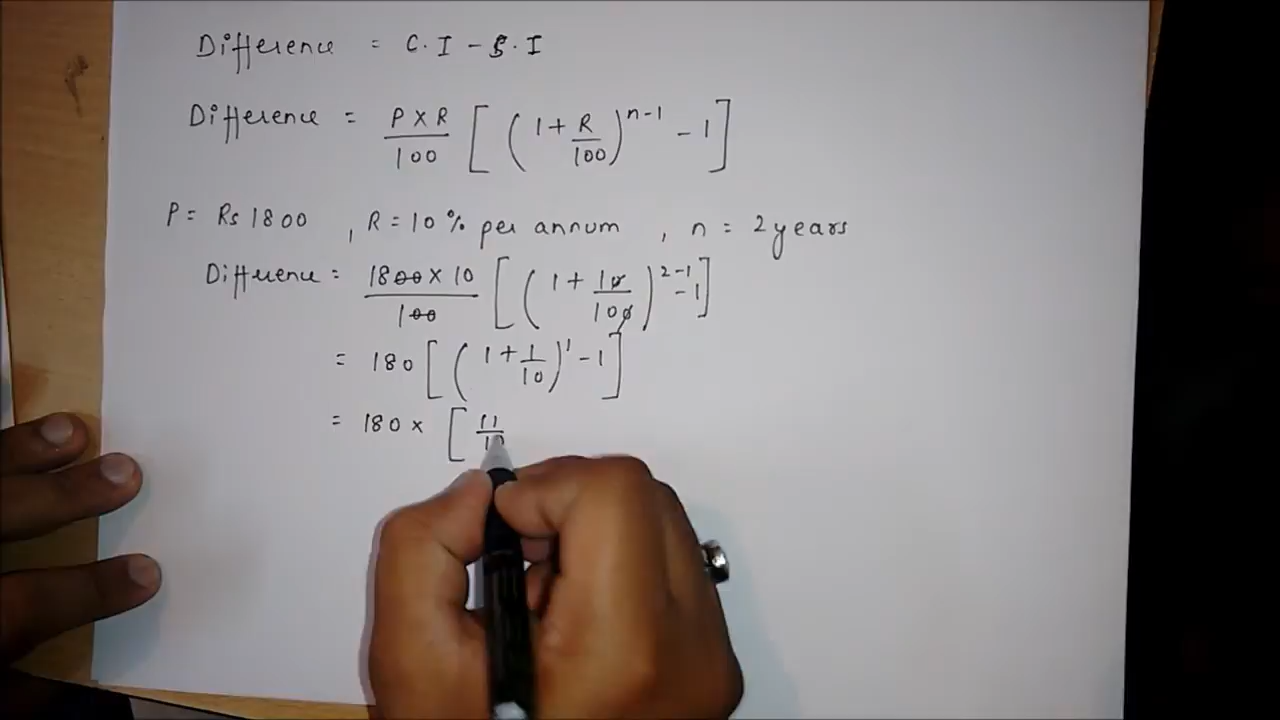 Difference = C.I - S.I
Difference = P X R / 100 [ ( 1 + R/100 )^n-1 - 1 ]
P = Rs 1800 , R = 10% per annum , n = 2 years
Difference = 1800 X 10 / 100 [ ( 1 + 10/100 )^2-1 - 1 ]
= 180 [ ( 1 + 1/10 )^1 - 1 ]
= 180 x [ 11/10